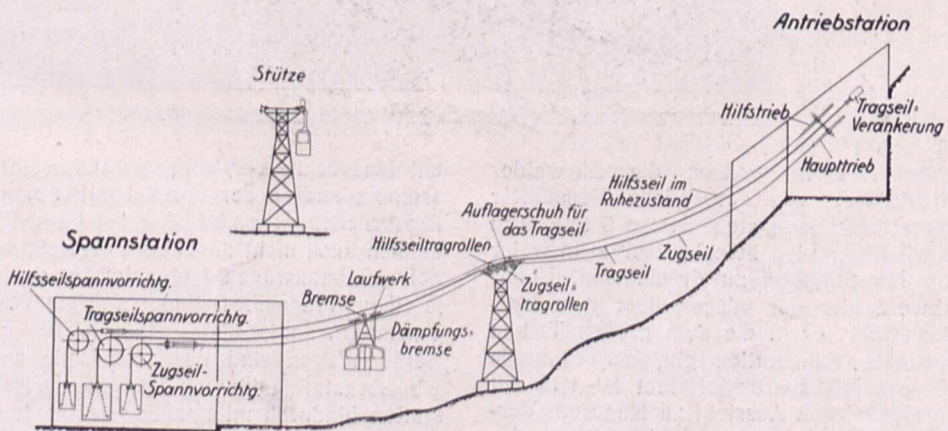 Antriebstation
Stütze
Hilfstrieb
Tragseil=
Verankerung
Haupttrieb
Hilfsseil im
Ruhezustand
Auflagerschuh für
das Tragseil
Spannstation
Hilfsseiltragrollen
Zugseil
Tragseil
Hilfsseilspannvorrichtg.
Laufwerk
Zugseil=
tragrollen
Bremse
Tragseilspannvorrichtg.
Dämpfungs=
bremse
Zugseil=
Spannvorrichtg.